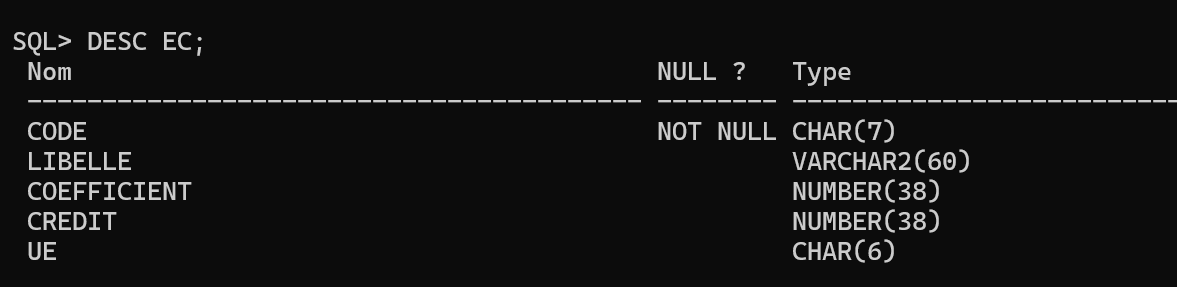 SQL> DESC EC;
Nom NULL ? Type
----------------------------------------- -------- ----------------------------
CODE NOT NULL CHAR(7)
LIBELLE VARCHAR2(60)
COEFFICIENT NUMBER(38)
CREDIT NUMBER(38)
UE CHAR(6)